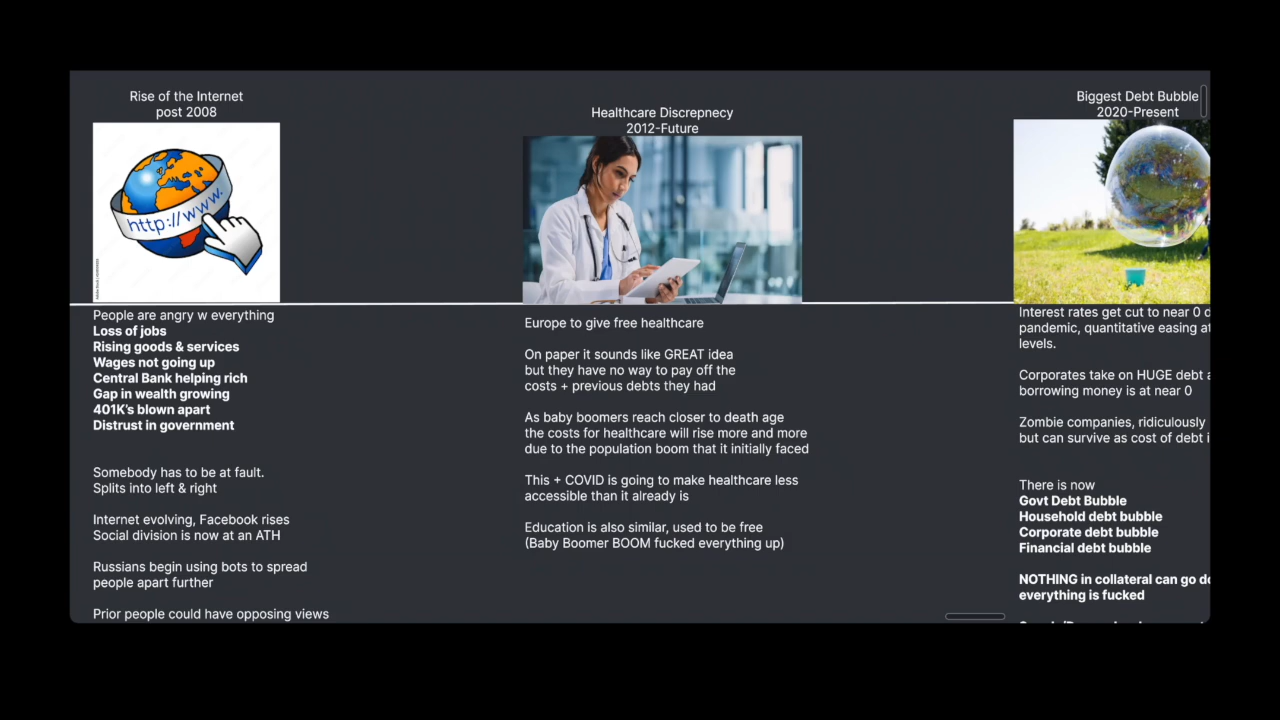 Rise of the Internet
post 2008
http://www.
People are angry w everything
Loss of jobs
Rising goods & services
Wages not going up
Central Bank helping rich
Gap in wealth growing
401K's blown apart
Distrust in government
Somebody has to be at fault.
Splits into left & right
Internet evolving, Facebook rises
Social division is now at an ATH
Russians begin using bots to spread
people apart further
Prior people could have opposing views
Healthcare Discrepnecy
2012-Future
Europe to give free healthcare
On paper it sounds like GREAT idea
but they have no way to pay off the
costs + previous debts they had
As baby boomers reach closer to death age
the costs for healthcare will rise more and more
due to the population boom that it initially faced
This + COVID is going to make healthcare less
accessible than it already is
Education is also similar, used to be free
(Baby Boomer BOOM fucked everything up)
Biggest Debt Bubble
2020-Present
Interest rates get cut to near 0
pandemic, quantitative easing
levels.
Corporates take on HUGE debt
borrowing money is at near 0
Zombie companies, ridiculously
but can survive as cost of debt
There is now
Govt Debt Bubble
Household debt bubble
Corporate debt bubble
Financial debt bubble
NOTHING in collateral can go
everything is fucked